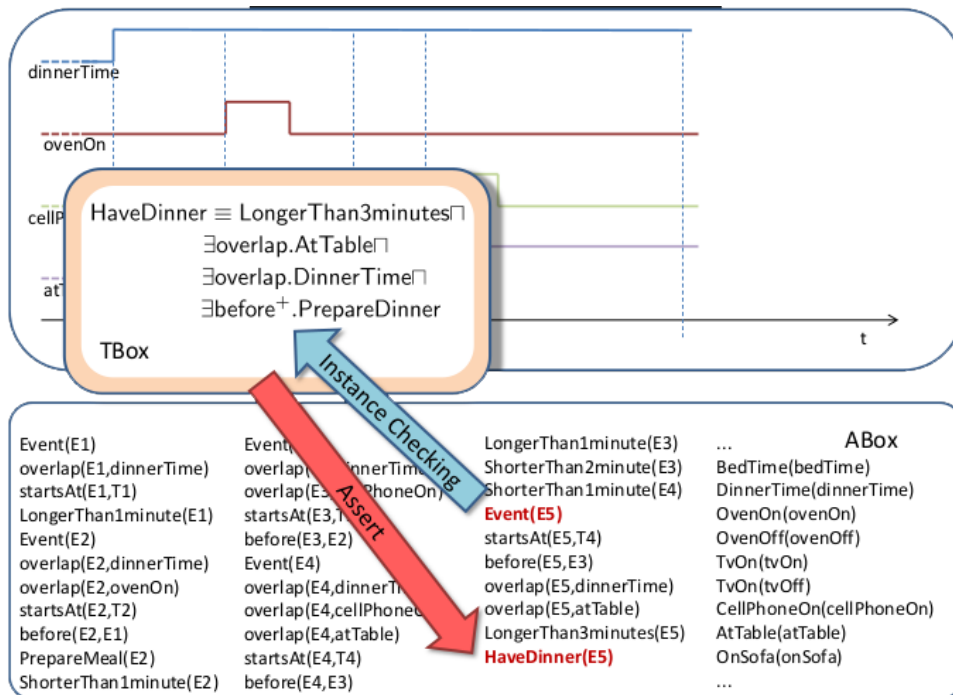 dinnerTime
ovenOn
cellP
at
HaveDinner ≡ LongerThan3minutes⊓
∃overlap.AtTable⊓
∃overlap.DinnerTime⊓
∃before⁺.PrepareDinner
TBox
t
Instance Checking
Assert
ABox
Event(E1)
overlap(E1,dinnerTime)
startsAt(E1,T1)
LongerThan1minute(E1)
Event(E2)
overlap(E2,dinnerTime)
overlap(E2,ovenOn)
startsAt(E2,T2)
before(E2,E1)
PrepareMeal(E2)
ShorterThan1minute(E2)
Event(
overlap( dinnerTime
overlap(E3 PhoneOn)
startsAt(E3,T
before(E3,E2)
Event(E4)
overlap(E4,dinnerT
overlap(E4,cellPhoneO
overlap(E4,atTable)
startsAt(E4,T4)
before(E4,E3)
LongerThan1minute(E3)
ShorterThan2minute(E3)
ShorterThan1minute(E4)
Event(E5)
startsAt(E5,T4)
before(E5,E3)
overlap(E5,dinnerTime)
overlap(E5,atTable)
LongerThan3minutes(E5)
HaveDinner(E5)
...
BedTime(bedTime)
DinnerTime(dinnerTime)
OvenOn(ovenOn)
OvenOff(ovenOff)
TvOn(tvOn)
TvOn(tvOff)
CellPhoneOn(cellPhoneOn)
AtTable(atTable)
OnSofa(onSofa)
...